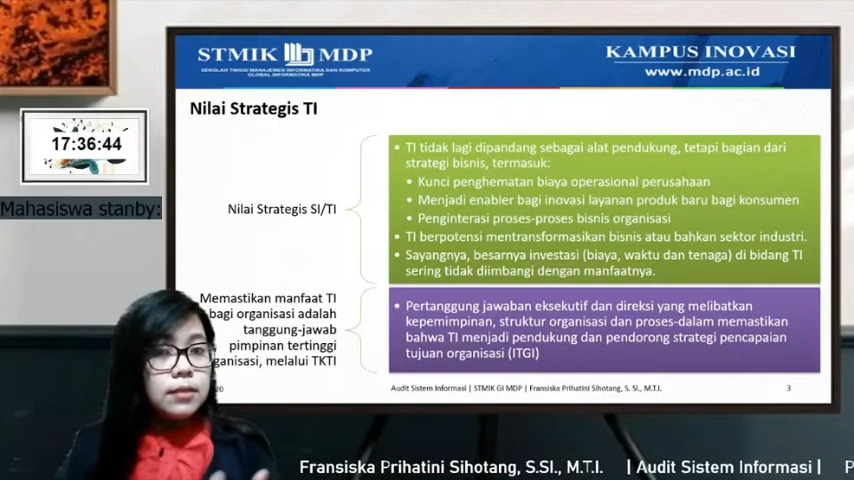 STMIK MDP
SEKOLAH TINGGI MANAJEMEN INFORMATIKA DAN KOMPUTER
GLOBAL INFORMATIKA MDP
KAMPUS INOVASI
www.mdp.ac.id
Nilai Strategis TI
17:36:44
Mahasiswa stanby:
Nilai Strategis SI/TI
• TI tidak lagi dipandang sebagai alat pendukung, tetapi bagian dari
strategi bisnis, termasuk:
• Kunci penghematan biaya operasional perusahaan
• Menjadi enabler bagi inovasi layanan produk baru bagi konsumen
• Penginterasi proses-proses bisnis organisasi
• TI berpotensi mentransformasikan bisnis atau bahkan sektor industri.
• Sayangnya, besarnya investasi (biaya, waktu dan tenaga) di bidang TI
sering tidak diimbangi dengan manfaatnya.
Memastikan manfaat TI
bagi organisasi adalah
tanggung-jawab
pimpinan tertinggi
ganisasi, melalui TKTI
• Pertanggung jawaban eksekutif dan direksi yang melibatkan
kepemimpinan, struktur organisasi dan proses-dalam memastikan
bahwa TI menjadi pendukung dan pendorong strategi pencapaian
tujuan organisasi (ITGI)
20
Audit Sistem Informasi | STMIK GI MDP | Fransiska Prihatini Sihotang, S. SI., M.T.I.
3
Fransiska Prihatini Sihotang, S.SI., M.T.I. | Audit Sistem Informasi | P